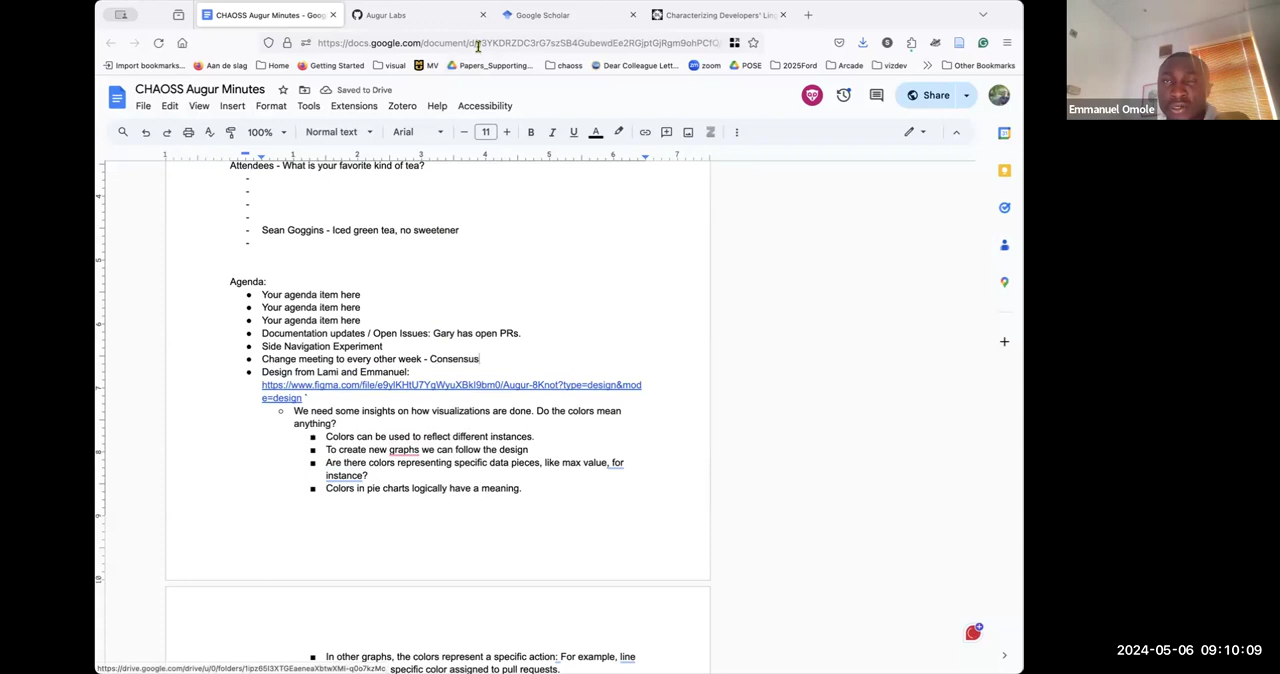 CHAOSS Augur Minutes - Goo
Augur Labs
Google Scholar
Characterizing Developers' Ling
https://docs.google.com/document/d/
Import bookmarks...
Aan de slag
Home
Getting Started
visual
MV
Papers_Supporting...
chaoss
Dear Colleague Lett...
zoom
POSE
2025Ford
Arcade
vizdev
Other Bookmarks
Emmanuel Omole
CHAOSS Augur Minutes
Saved to Drive
File Edit View Insert Format Tools Extensions Zotero Help Accessibility
Share
100%
Normal text
Arial
11
Attendees - What is your favorite kind of tea?
-
-
-
-
- Sean Goggins - Iced green tea, no sweetener
-
Agenda:
● Your agenda item here
● Your agenda item here
● Your agenda item here
● Documentation updates / Open Issues: Gary has open PRs.
● Side Navigation Experiment
● Change meeting to every other week - Consensus
● Design from Lami and Emmanuel:
https://www.figma.com/file/e9ylKHtU7YgWyuXBkl9bm0/Augur-8Knot?type=design&mod
e=design `
○ We need some insights on how visualizations are done. Do the colors mean
anything?
■ Colors can be used to reflect different instances.
■ To create new graphs we can follow the design
■ Are there colors representing specific data pieces, like max value, for
instance?
■ Colors in pie charts logically have a meaning.
■ In other graphs, the colors represent a specific action: For example, line
specific color assigned to pull requests.
2024-05-06 09:10:09